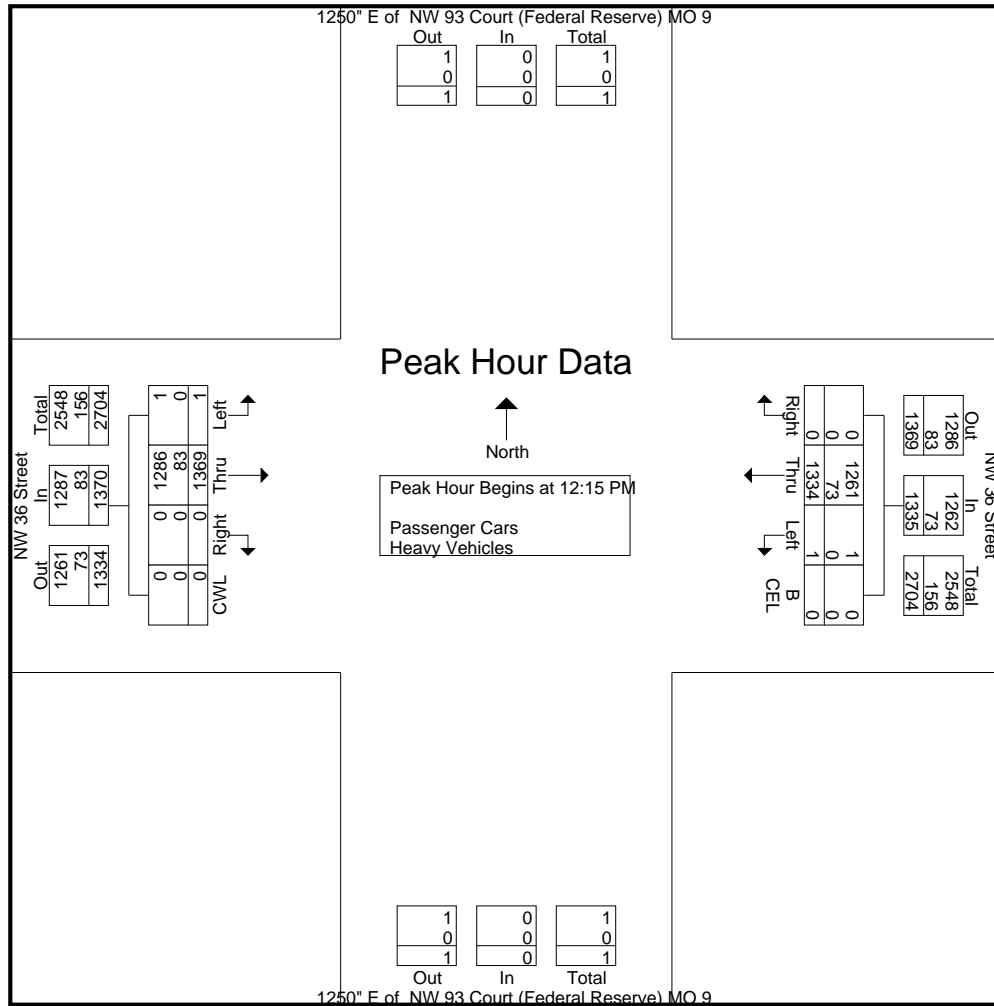 1250" E of NW 93 Court (Federal Reserve) MO 9
Out In Total
1 0 1
0 0 0
1 0 1
Peak Hour Data
North
Peak Hour Begins at 12:15 PM
Passenger Cars
Heavy Vehicles
NW 36 Street
Total In Out
2548 1287 1261
156 83 73
2704 1370 1334
1 1286 0 0
0 83 0 0
1 1369 0 0
Left Thru Right CWL
NW 36 Street
Out In Total
1286 1262 2548
83 73 156
1369 1335 2704
0 1261 1 0
0 73 0 0
0 1334 1 0
Right Thru Left B CEL
1 0 1
0 0 0
1 0 1
Out In Total
1250" E of NW 93 Court (Federal Reserve) MO 9